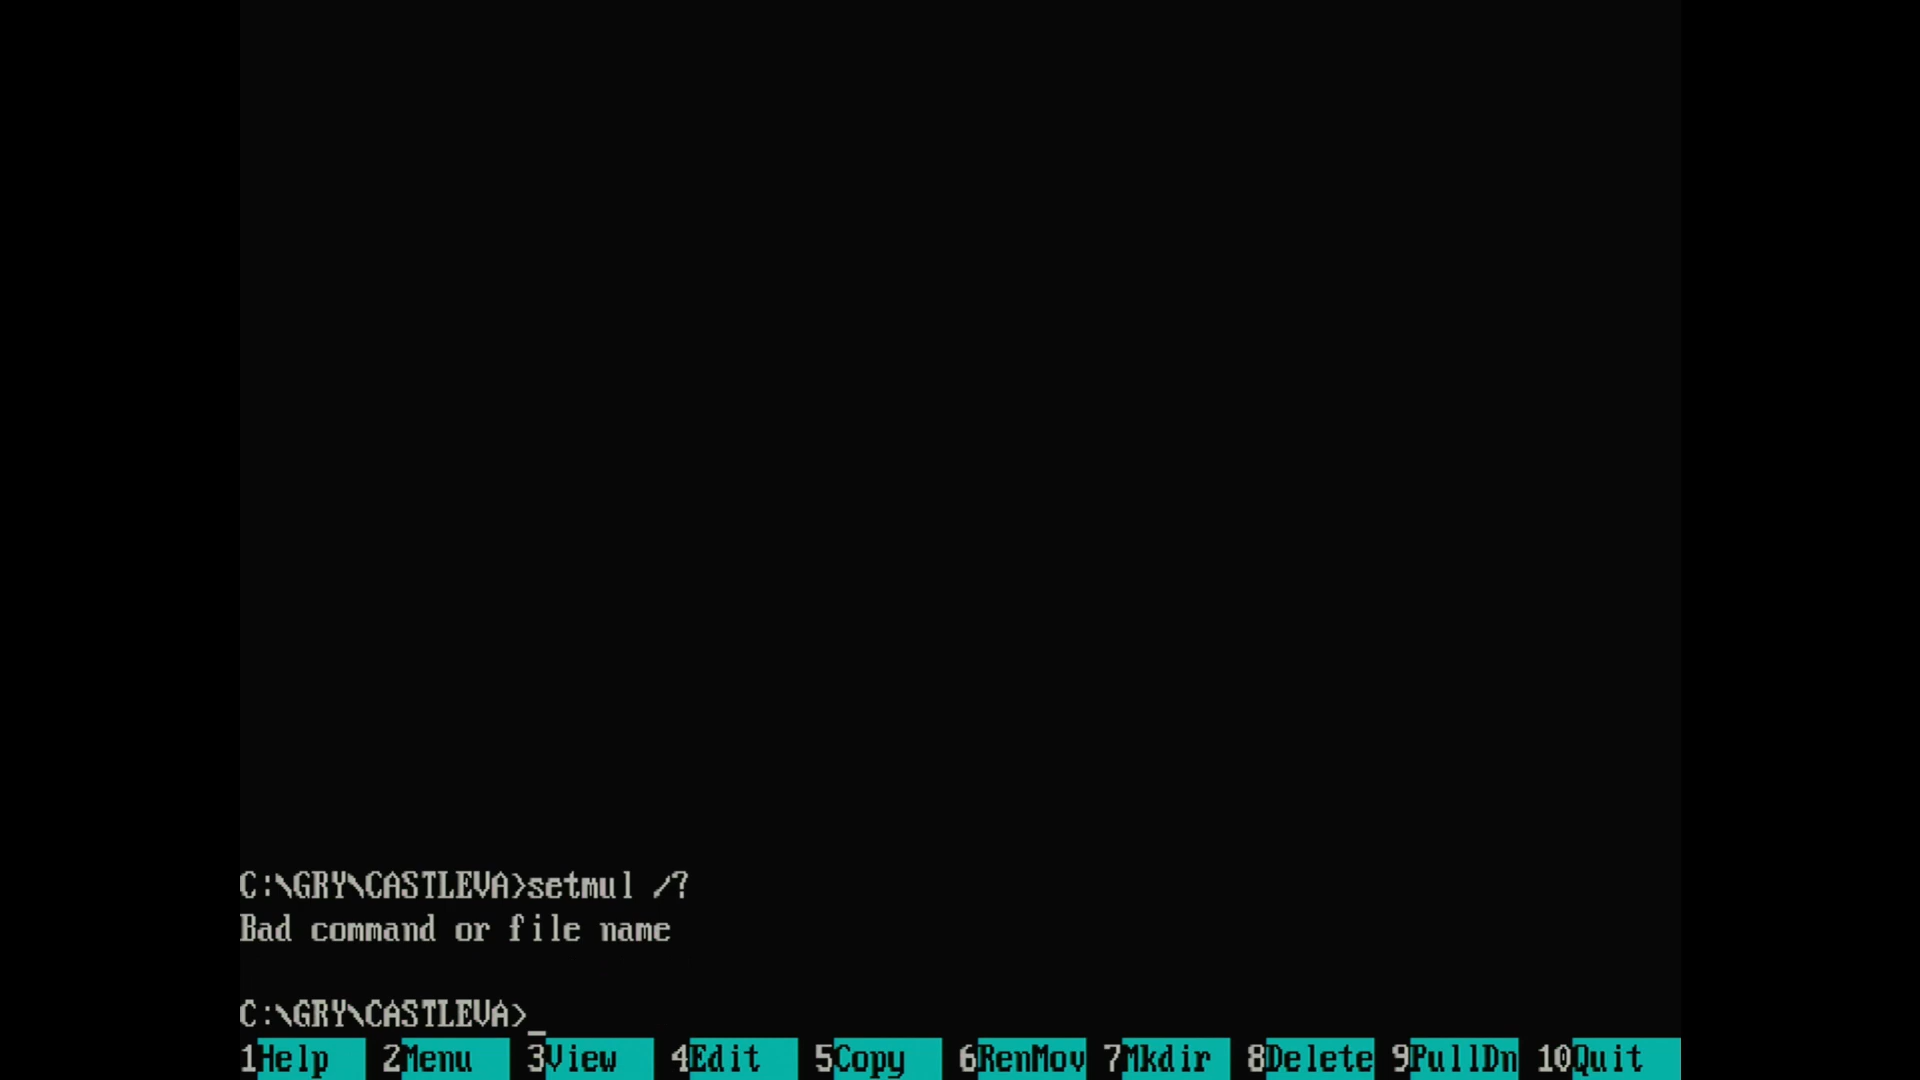 C:\GRY\CASTLEVA>setmul /?
Bad command or file name
C:\GRY\CASTLEVA>_
1Help 2Menu 3View 4Edit 5Copy 6RenMov 7Mkdir 8Delete 9PullDn 10Quit